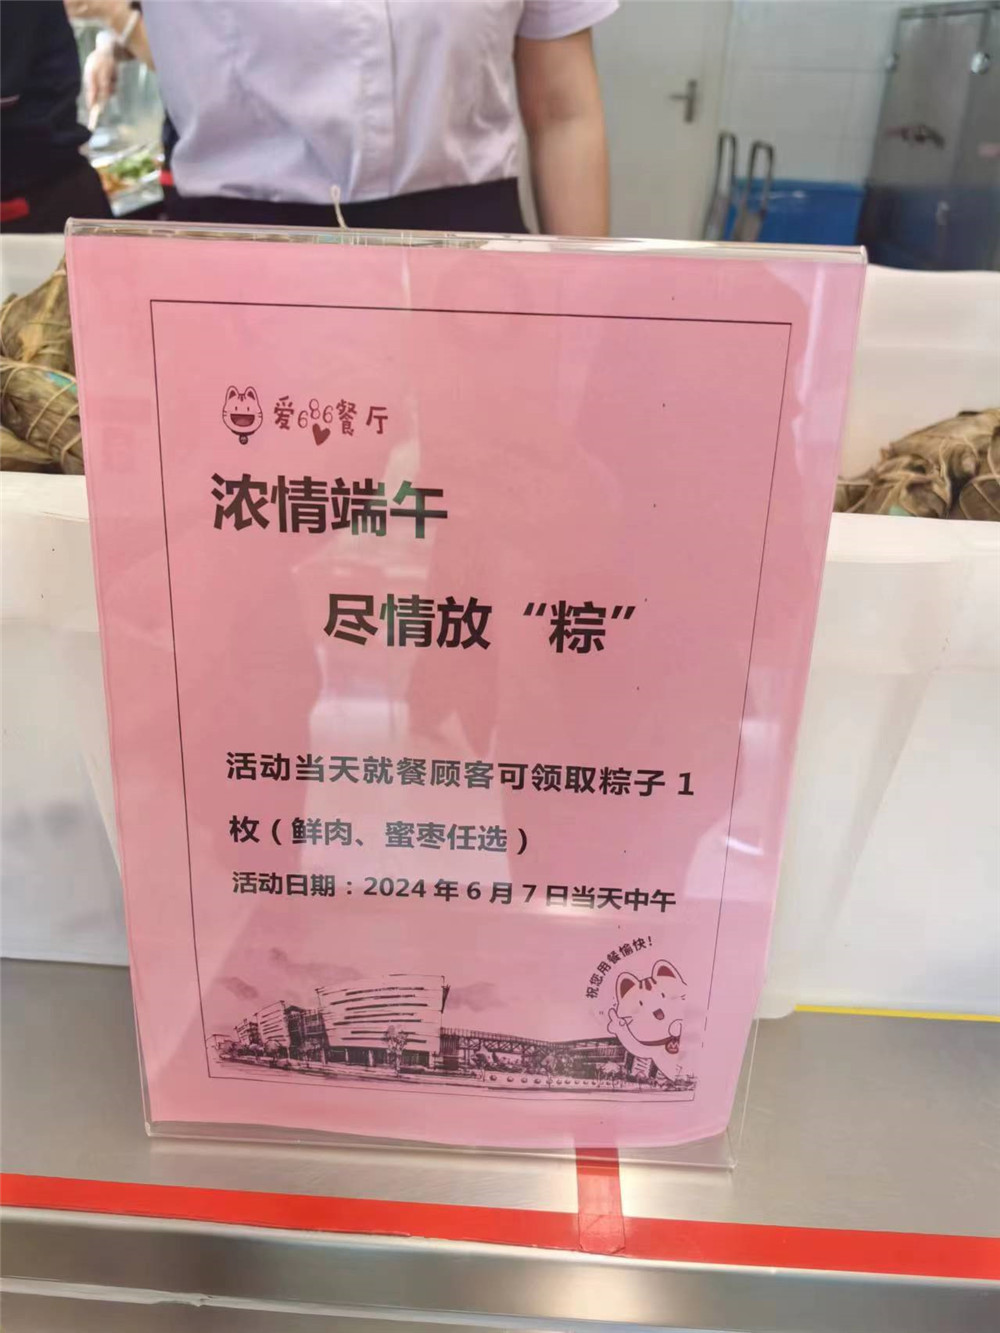 爱686餐厅
浓情端午
尽情放“粽”
活动当天就餐顾客可领取粽子 1
枚（鲜肉、蜜枣任选）
活动日期：2024 年 6 月 7 日当天中午
祝您用餐愉快！